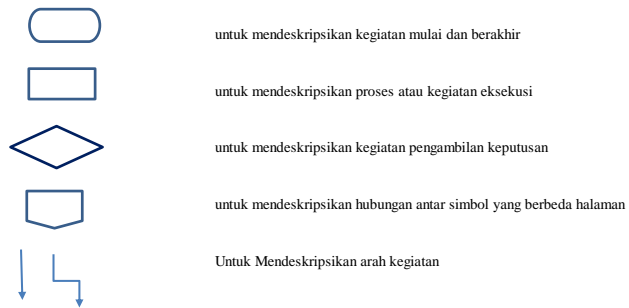 untuk mendeskripsikan kegiatan mulai dan berakhir
untuk mendeskripsikan proses atau kegiatan eksekusi
untuk mendeskripsikan kegiatan pengambilan keputusan
untuk mendeskripsikan hubungan antar simbol yang berbeda halaman
Untuk Mendeskripsikan arah kegiatan